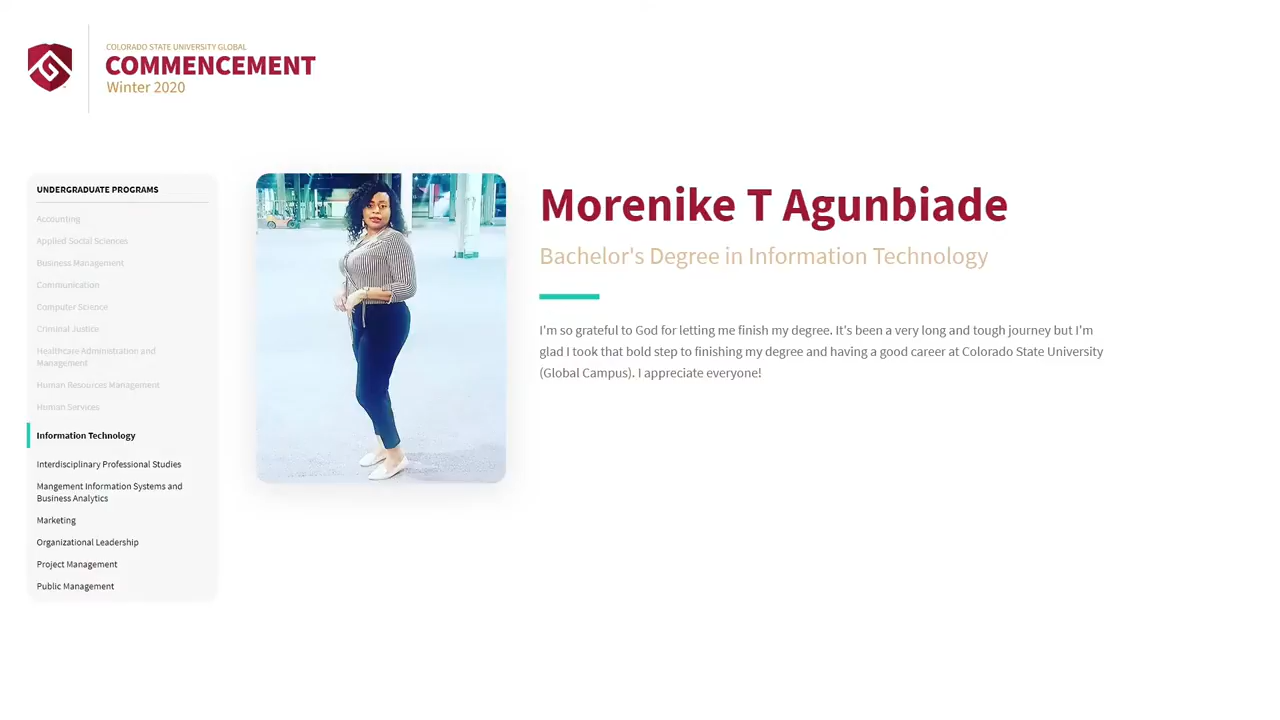 COLORADO STATE UNIVERSITY GLOBAL
COMMENCEMENT
Winter 2020
UNDERGRADUATE PROGRAMS
Accounting
Applied Social Sciences
Business Management
Communication
Computer Science
Criminal Justice
Healthcare Administration and
Management
Human Resources Management
Human Services
Information Technology
Interdisciplinary Professional Studies
Mangement Information Systems and
Business Analytics
Marketing
Organizational Leadership
Project Management
Public Management
Morenike T Agunbiade
Bachelor's Degree in Information Technology
I'm so grateful to God for letting me finish my degree. It's been a very long and tough journey but I'm
glad I took that bold step to finishing my degree and having a good career at Colorado State University
(Global Campus). I appreciate everyone!